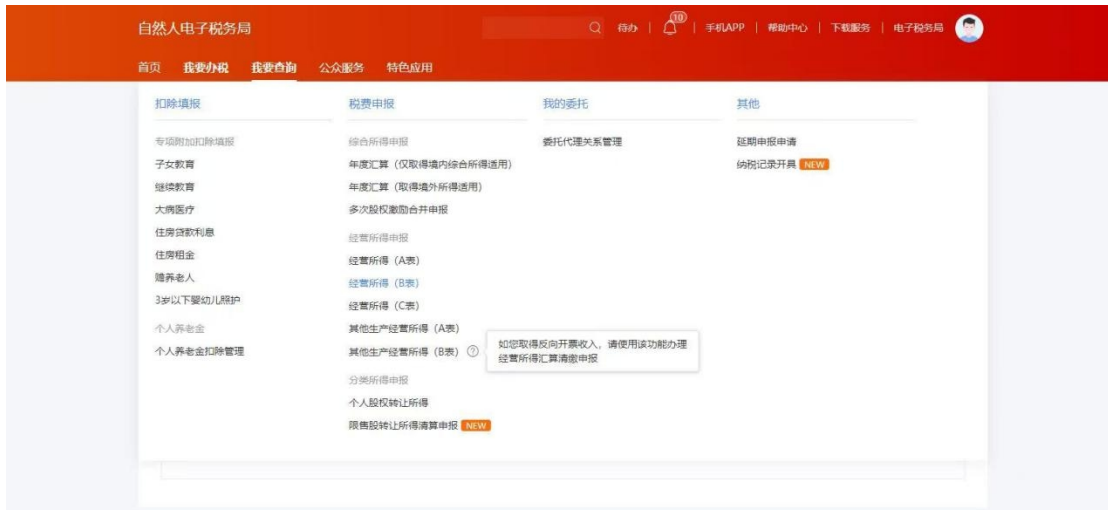 自然人电子税务局
待办 | 10 | 手机APP | 帮助中心 | 下载服务 | 电子税务局
首页 我要办税 我要查询 公众服务 特色应用
扣除填报
专项附加扣除填报
子女教育
继续教育
大病医疗
住房贷款利息
住房租金
赡养老人
3岁以下婴幼儿照护
个人养老金
个人养老金扣除管理
税费申报
综合所得申报
年度汇算（仅取得境内综合所得适用）
年度汇算（取得境外所得适用）
多次股权激励合并申报
经营所得申报
经营所得（A表）
经营所得（B表）
经营所得（C表）
其他生产经营所得（A表）
其他生产经营所得（B表） ?
如您取得反向开票收入，请使用该功能办理
经营所得汇算清缴申报
分类所得申报
个人股权转让所得
限售股转让所得清算申报 NEW
我的委托
委托代理关系管理
其他
延期申报申请
纳税记录开具 NEW